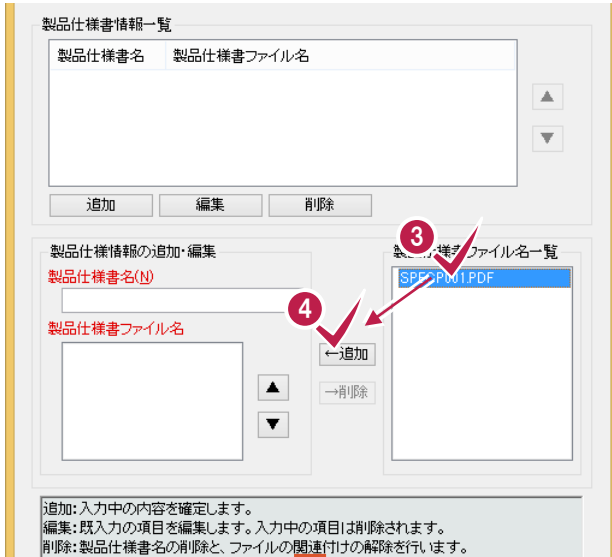 製品仕様書情報一覧
製品仕様書名 製品仕様書ファイル名
▲
▼
追加 編集 削除
製品仕様情報の追加・編集
製品仕様書名(N)
製品仕様書ファイル名
▲
▼
3
ファイル名一覧
SPECP001.PDF
4
←追加
→削除
追加:入力中の内容を確定します。
編集:既入力の項目を編集します。入力中の項目は削除されます。
削除:製品仕様書名の削除と、ファイルの関連付けの解除を行います。